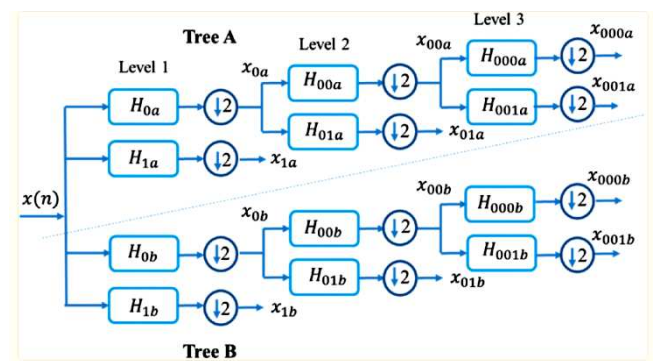 Tree A
Level 1
Level 2
Level 3
x(n)
H₀ₐ
↓2
x₀ₐ
H₁ₐ
↓2
x₁ₐ
H₀₀ₐ
↓2
x₀₀ₐ
H₀₁ₐ
↓2
x₀₁ₐ
H₀₀₀ₐ
↓2
x₀₀₀ₐ
H₀₀₁ₐ
↓2
x₀₀₁ₐ
H₀b
↓2
x₀b
H₁b
↓2
x₁b
H₀₀b
↓2
x₀₀b
H₀₁b
↓2
x₀₁b
H₀₀₀b
↓2
x₀₀₀b
H₀₀₁b
↓2
x₀₀₁b
Tree B